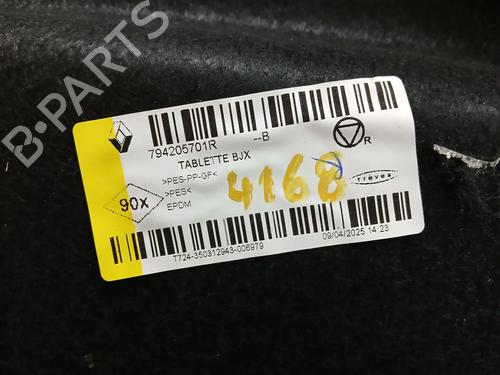 B-PARTS
794205701R --B
TABLETTE BJX
R
>PES-PP-GF<
>PES<
EPDM
90X
4168
Treves
T724-350312943-006979
09/04/2025 14:23